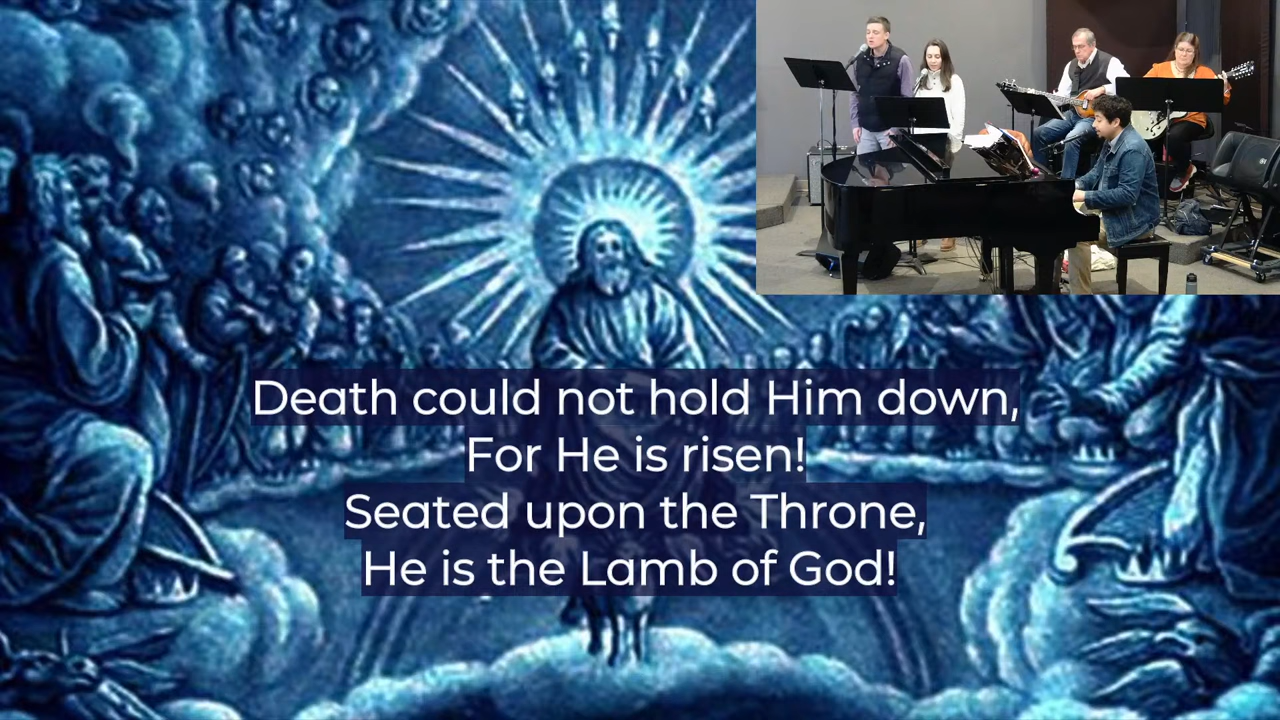 Death could not hold Him down,
For He is risen!
Seated upon the Throne,
He is the Lamb of God!